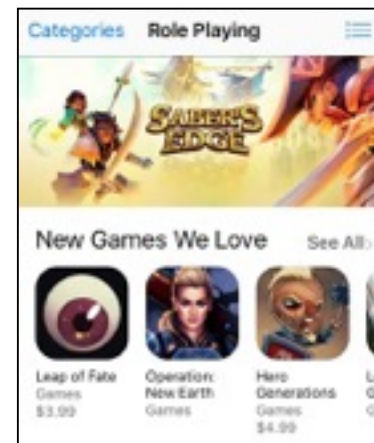 Categories Role Playing
SABER'S
EDGE
New Games We Love See All
Leap of Fate
Games
$3.99
Operation:
New Earth
Games
Hero
Generations
Games
$4.99
L
G
G